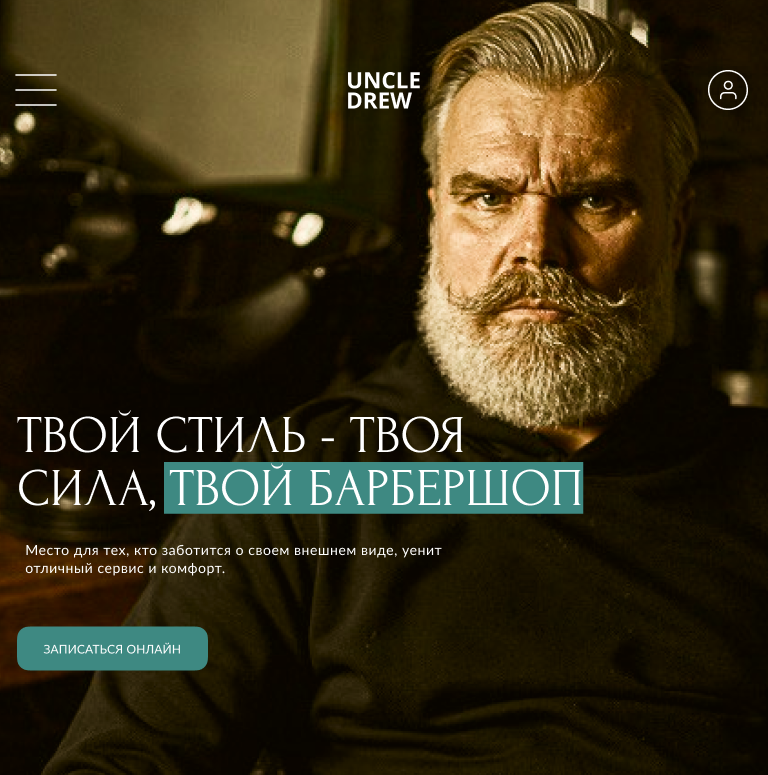 UNCLE
DREW
ТВОЙ СТИЛЬ - ТВОЯ
СИЛА, ТВОЙ БАРБЕРШОП
Место для тех, кто заботится о своем внешнем виде, уенит
отличный сервис и комфорт.
ЗАПИСАТЬСЯ ОНЛАЙН